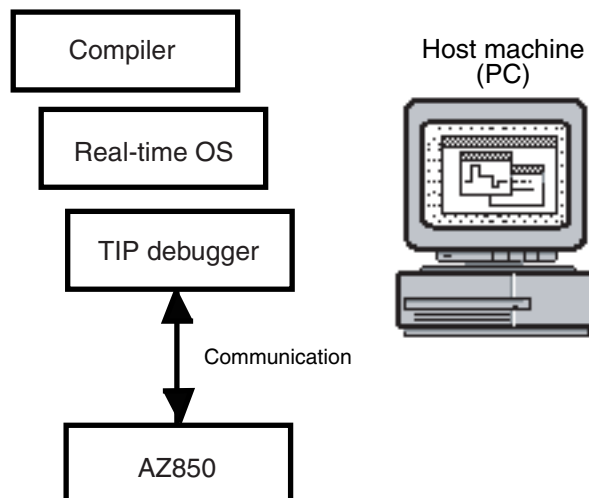 Compiler
Host machine
(PC)
Real-time OS
TIP debugger
Communication
AZ850